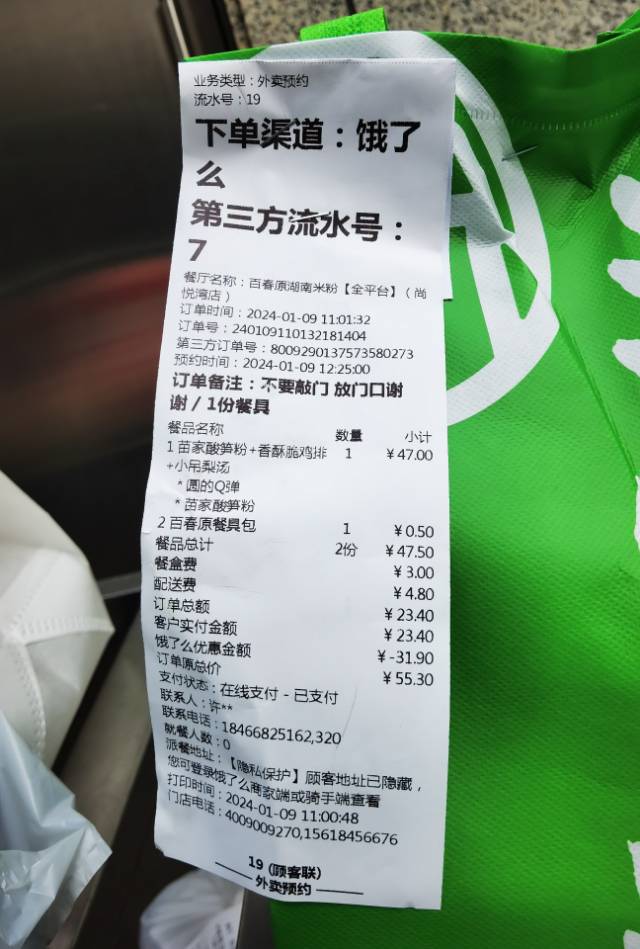 业务类型：外卖预约
流水号：19
下单渠道：饿了
么
第三方流水号：
7
餐厅名称：百春原湖南米粉【全平台】（尚
悦湾店）
订单时间：2024-01-09 11:01:32
订单号：240109110132181404
第三方订单号：8009290137573580273
预约时间：2024-01-09 12:25:00
订单备注：不要敲门 放门口谢
谢 / 1份餐具
餐品名称 数量 小计
1 苗家酸笋粉+香酥脆鸡排 1 ￥47.00
+小吊梨汤
*圆的Q弹
*苗家酸笋粉
2 百春原餐具包 1 ￥0.50
餐品总计 2份 ￥47.50
餐盒费 ￥3.00
配送费 ￥4.80
订单总额 ￥23.40
客户实付金额 ￥23.40
饿了么优惠金额 ￥-31.90
订单原总价 ￥55.30
支付状态：在线支付 - 已支付
联系人：许**
联系电话：18466825162,320
就餐人数：0
派餐地址：【隐私保护】顾客地址已隐藏，
您可登录饿了么商家端或骑手端查看
打印时间：2024-01-09 11:00:48
门店电话：4009009270,15618456676
19 (顾客联)
外卖预约